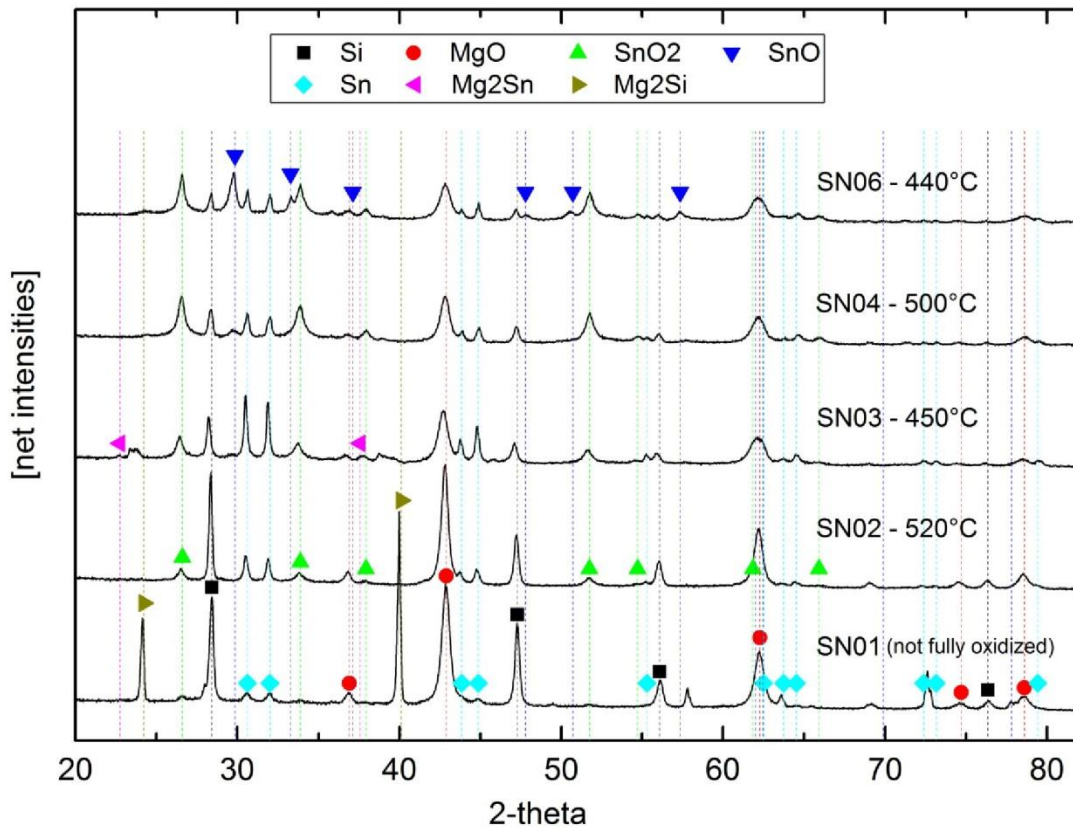 Si MgO SnO2 SnO
Sn Mg2Sn Mg2Si
SN06 - 440°C
SN04 - 500°C
SN03 - 450°C
SN02 - 520°C
SN01 (not fully oxidized)
[net intensities]
20 30 40 50 60 70 80
2-theta